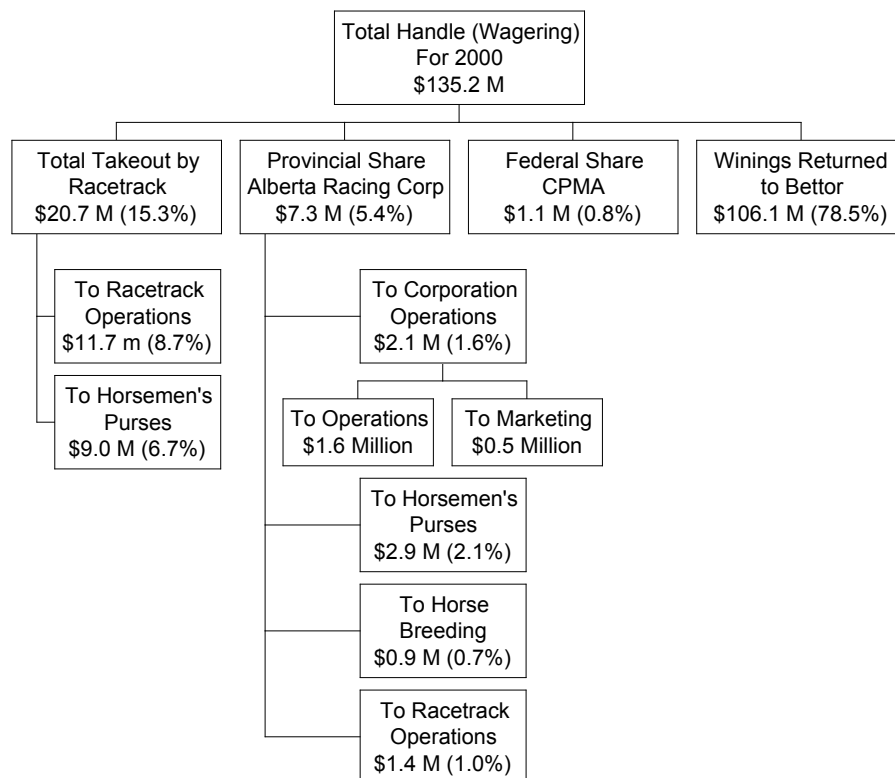 Total Handle (Wagering)
For 2000
$135.2 M
Total Takeout by
Racetrack
$20.7 M (15.3%)
Provincial Share
Alberta Racing Corp
$7.3 M (5.4%)
Federal Share
CPMA
$1.1 M (0.8%)
Winings Returned
to Bettor
$106.1 M (78.5%)
To Racetrack
Operations
$11.7 m (8.7%)
To Horsemen's
Purses
$9.0 M (6.7%)
To Corporation
Operations
$2.1 M (1.6%)
To Operations
$1.6 Million
To Marketing
$0.5 Million
To Horsemen's
Purses
$2.9 M (2.1%)
To Horse
Breeding
$0.9 M (0.7%)
To Racetrack
Operations
$1.4 M (1.0%)